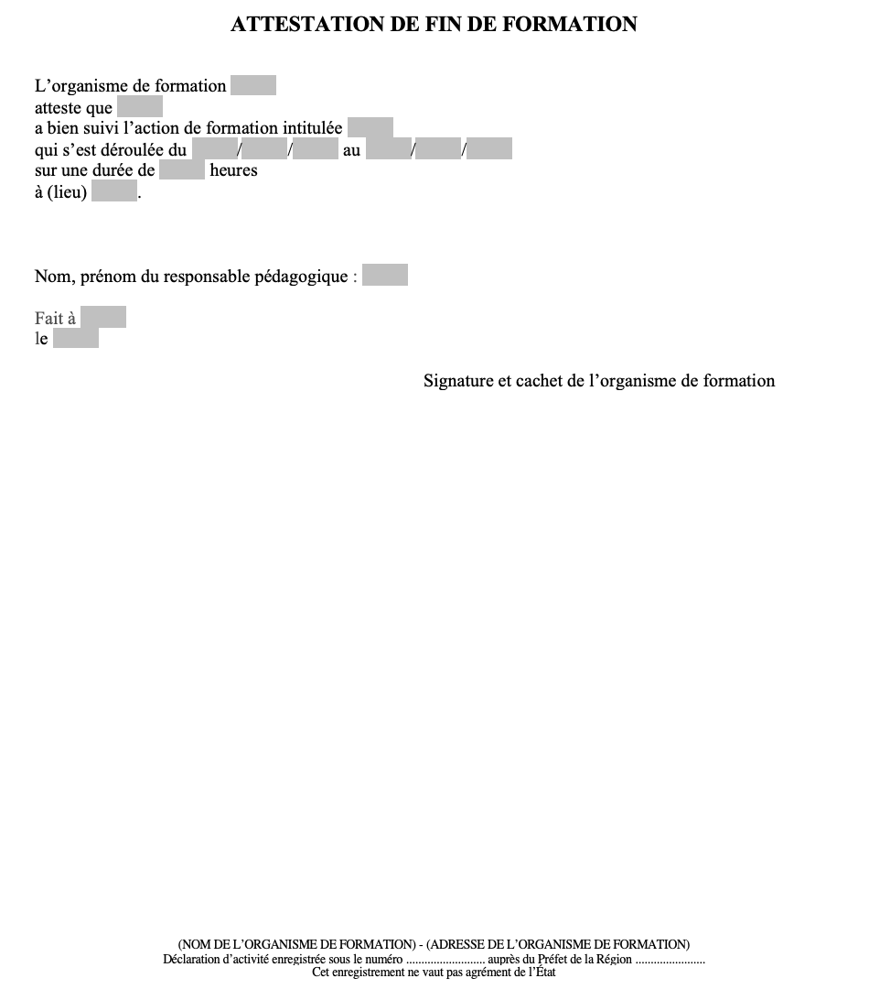 ATTESTATION DE FIN DE FORMATION
L’organisme de formation
atteste que
a bien suivi l’action de formation intitulée
qui s’est déroulée du / / au / /
sur une durée de heures
à (lieu) .
Nom, prénom du responsable pédagogique :
Fait à
le
Signature et cachet de l’organisme de formation
(NOM DE L’ORGANISME DE FORMATION) - (ADRESSE DE L’ORGANISME DE FORMATION)
Déclaration d’activité enregistrée sous le numéro .......................... auprès du Préfet de la Région .......................
Cet enregistrement ne vaut pas agrément de l’État